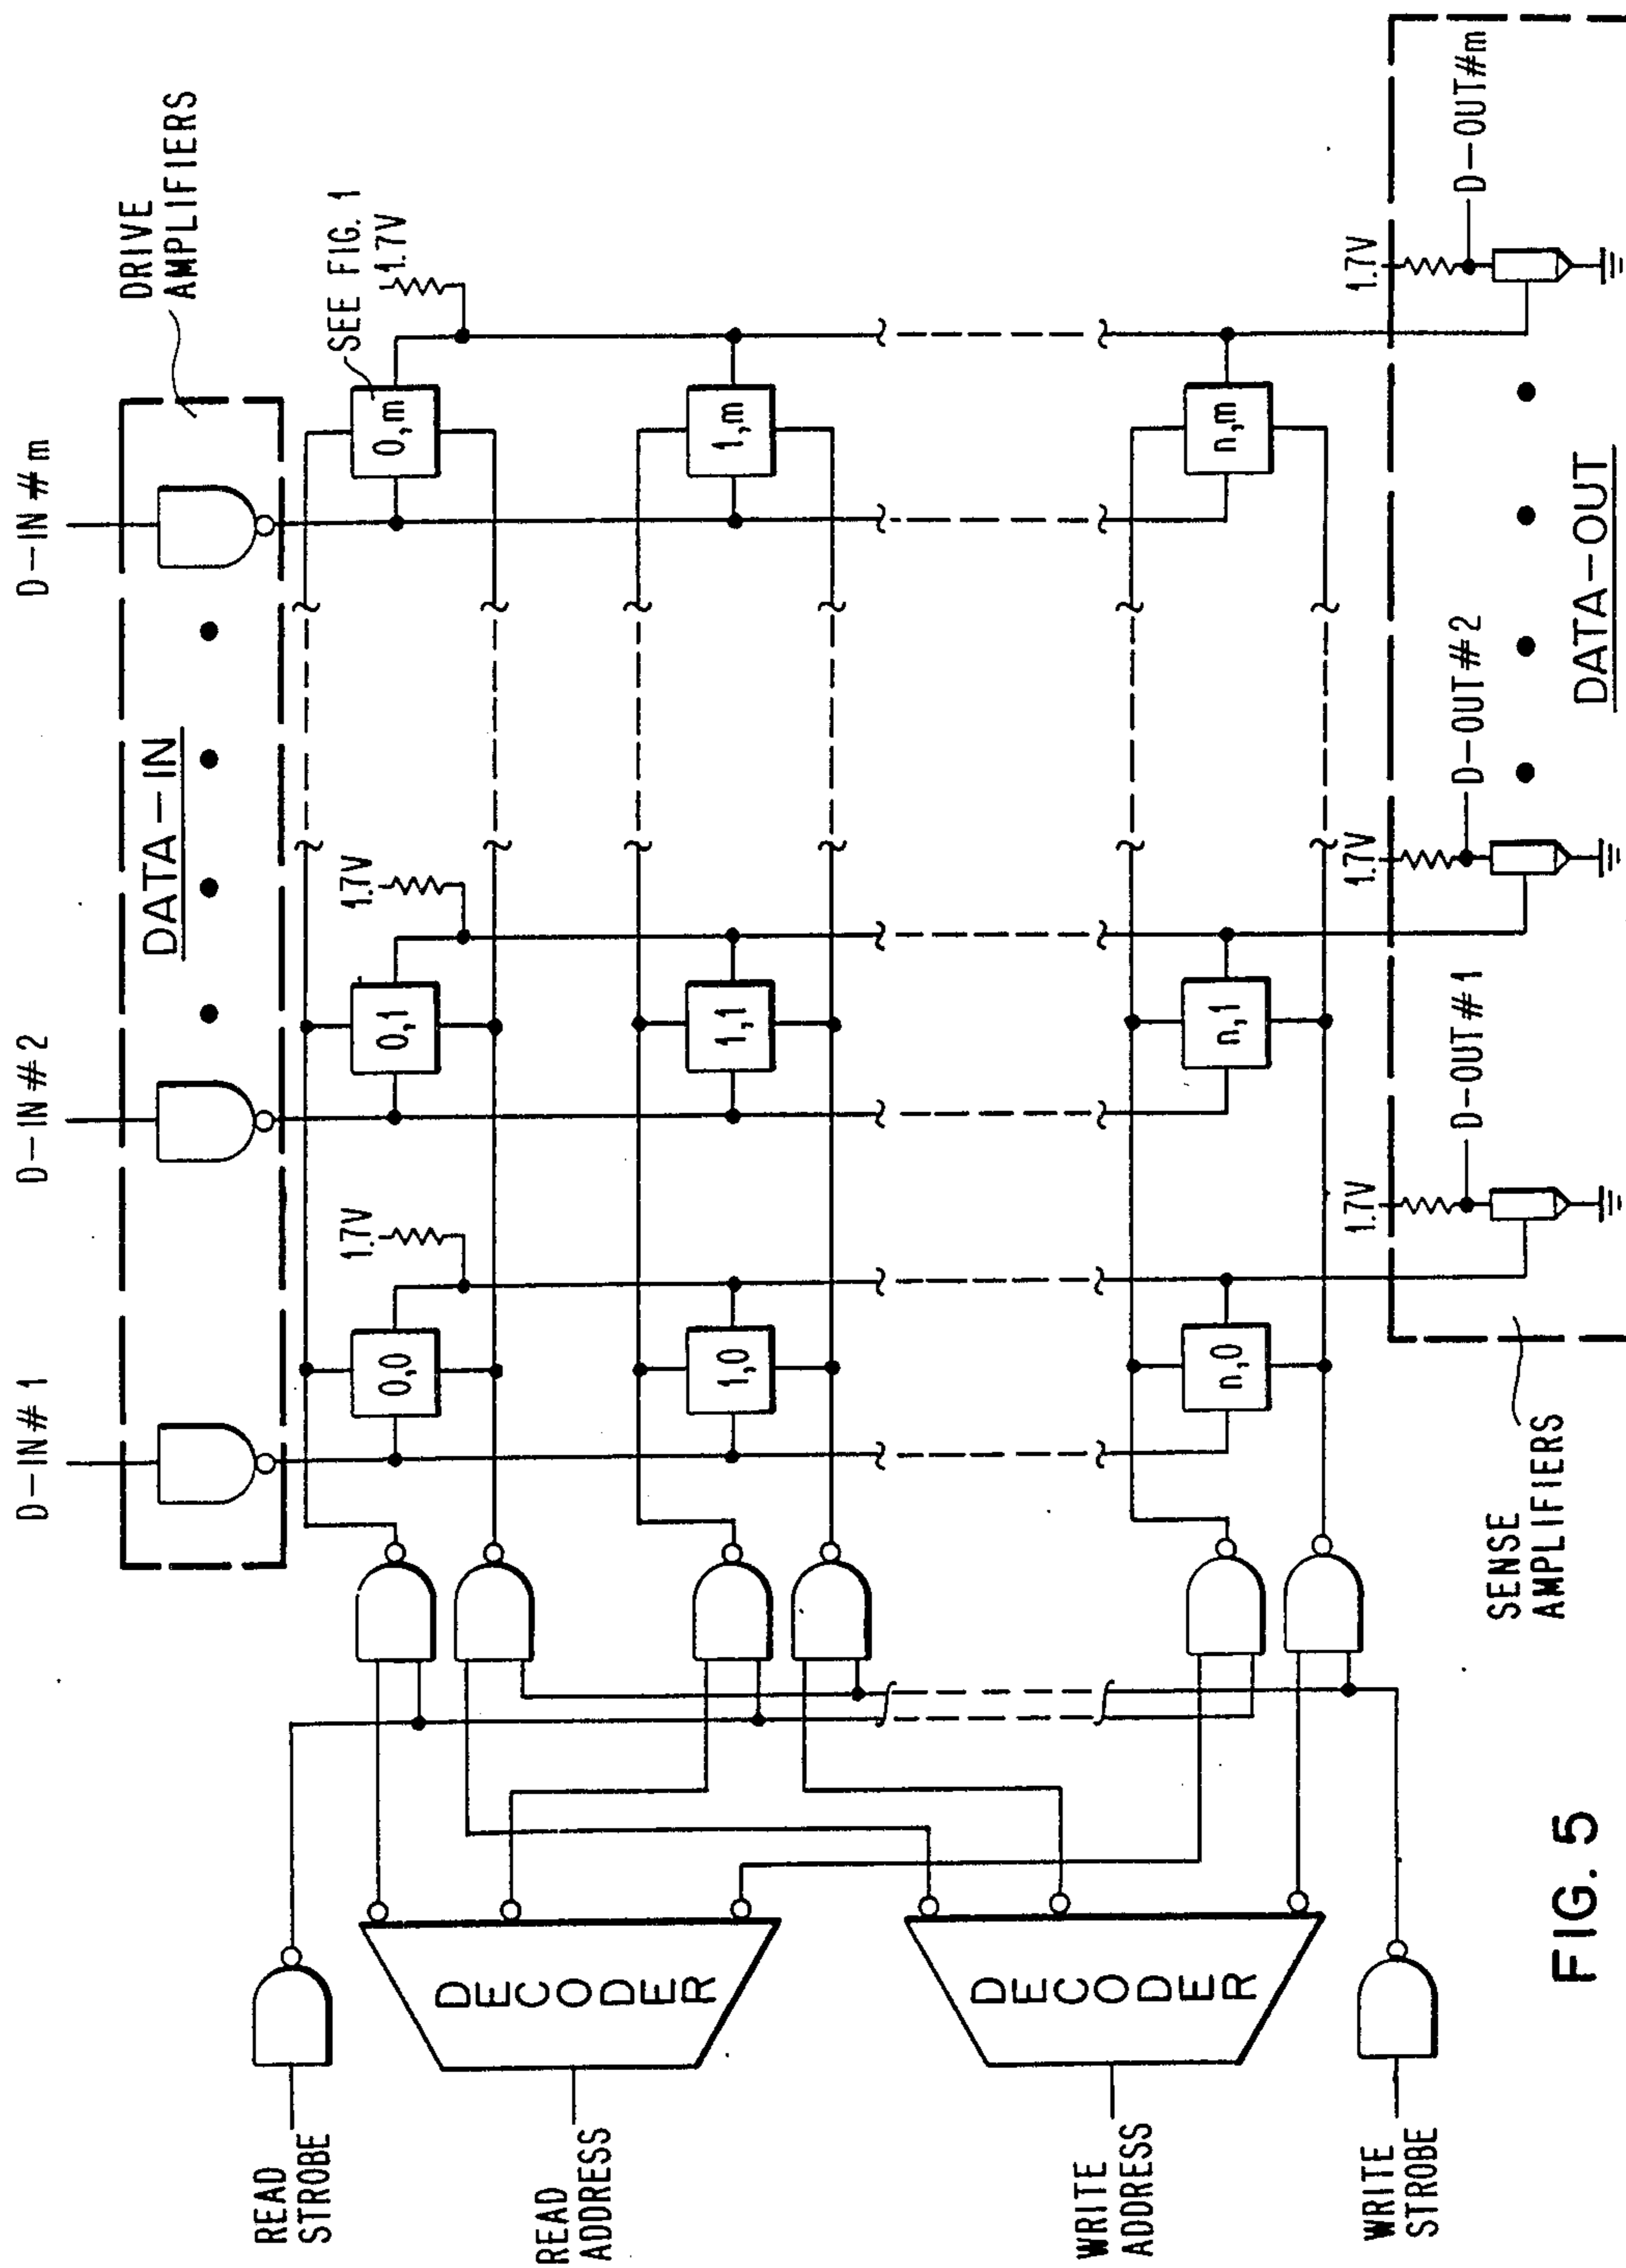 D-IN#1
D-IN#2
D-IN#m
DRIVE
AMPLIFIERS
DATA-IN
SEE FIG. 1
1.7V
1.7V
1.7V
0,0
0,1
0,m
1,0
1,1
1,m
n,0
n,1
n,m
READ
STROBE
READ
ADDRESS
DECODER
WRITE
ADDRESS
DECODER
WRITE
STROBE
SENSE
AMPLIFIERS
1.7V
1.7V
1.7V
D-OUT#1
D-OUT#2
D-OUT#m
DATA-OUT
FIG. 5